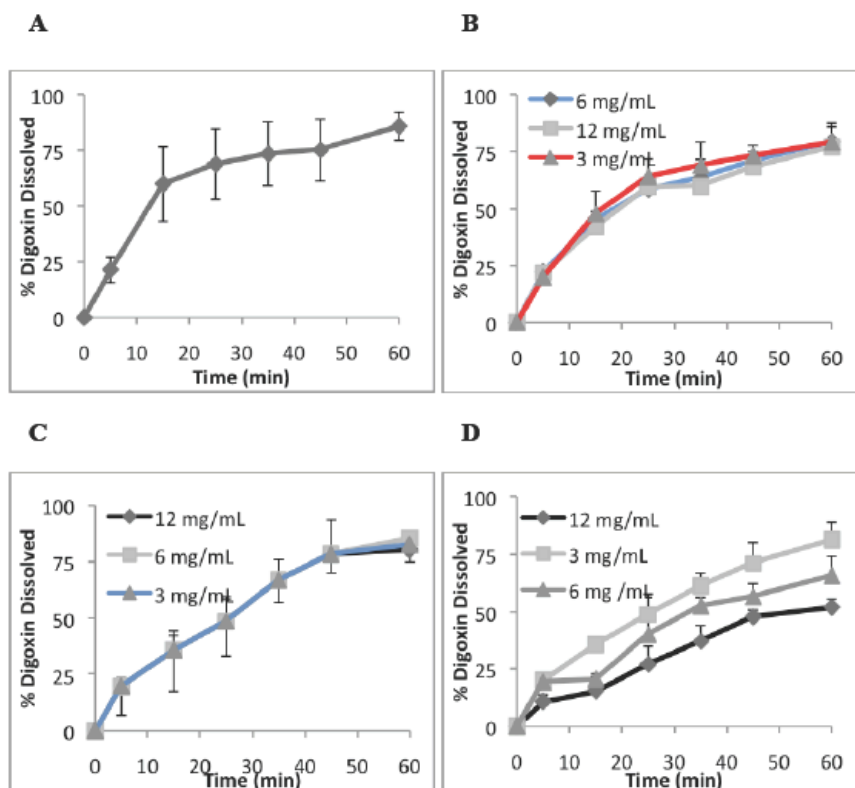 A
100
75
50
25
0
% Digoxin Dissolved
0 10 20 30 40 50 60
Time (min)
B
100
75
50
25
0
% Digoxin Dissolved
6 mg/mL
12 mg/mL
3 mg/mL
0 10 20 30 40 50 60
Time (min)
C
100
75
50
25
0
% Digoxin Dissolved
12 mg/mL
6 mg/mL
3 mg/mL
0 10 20 30 40 50 60
Time (min)
D
100
75
50
25
0
% Digoxin Dissolved
12 mg/mL
3 mg/mL
6 mg /mL
0 10 20 30 40 50 60
Time (min)